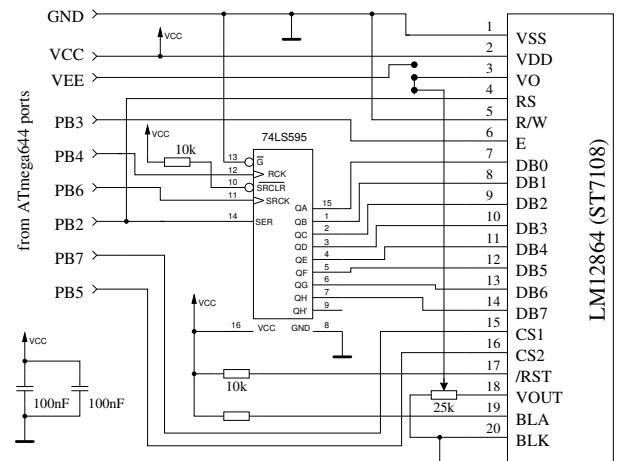 GND
VCC
VCC
VEE
PB3
PB4
PB6
PB2
PB7
PB5
from ATmega644 ports
VCC
10k
74LS595
13 G
12 RCK
10 SRCLR
11 SRCK
14 SER
QA 15
QB 1
QC 2
QD 3
QE 4
QF 5
QG 6
QH 7
QH' 9
16 VCC GND 8
VCC
10k
VCC
100nF 100nF
25k
1 VSS
2 VDD
3 VO
4 RS
5 R/W
6 E
7 DB0
8 DB1
9 DB2
10 DB3
11 DB4
12 DB5
13 DB6
14 DB7
15 CS1
16 CS2
17 /RST
18 VOUT
19 BLA
20 BLK
LM12864 (ST7108)